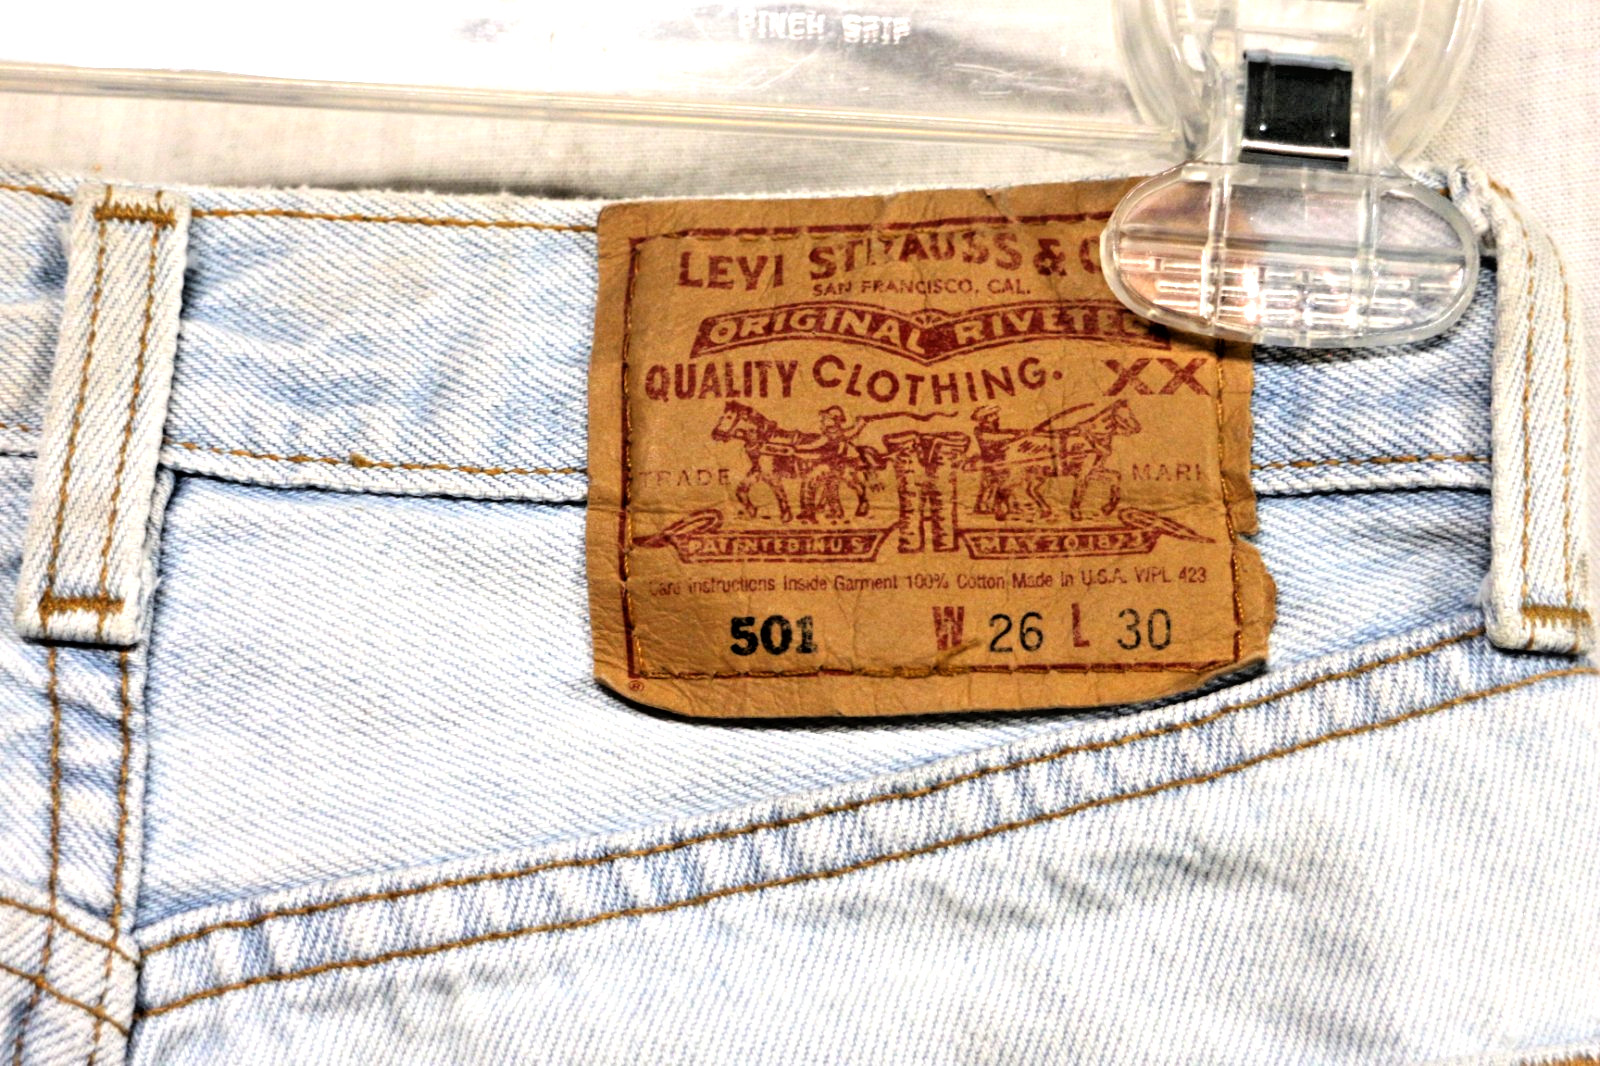 PINCH GRIP
LEVI STRAUSS & C
SAN FRANCISCO, CAL.
ORIGINAL RIVETED
QUALITY CLOTHING. XX
TRADE MARK
PATENTED IN U.S. MAY 20 1873
Care Instructions Inside Garment 100% Cotton Made in U.S.A. WPL 423
501 W 26 L 30
®